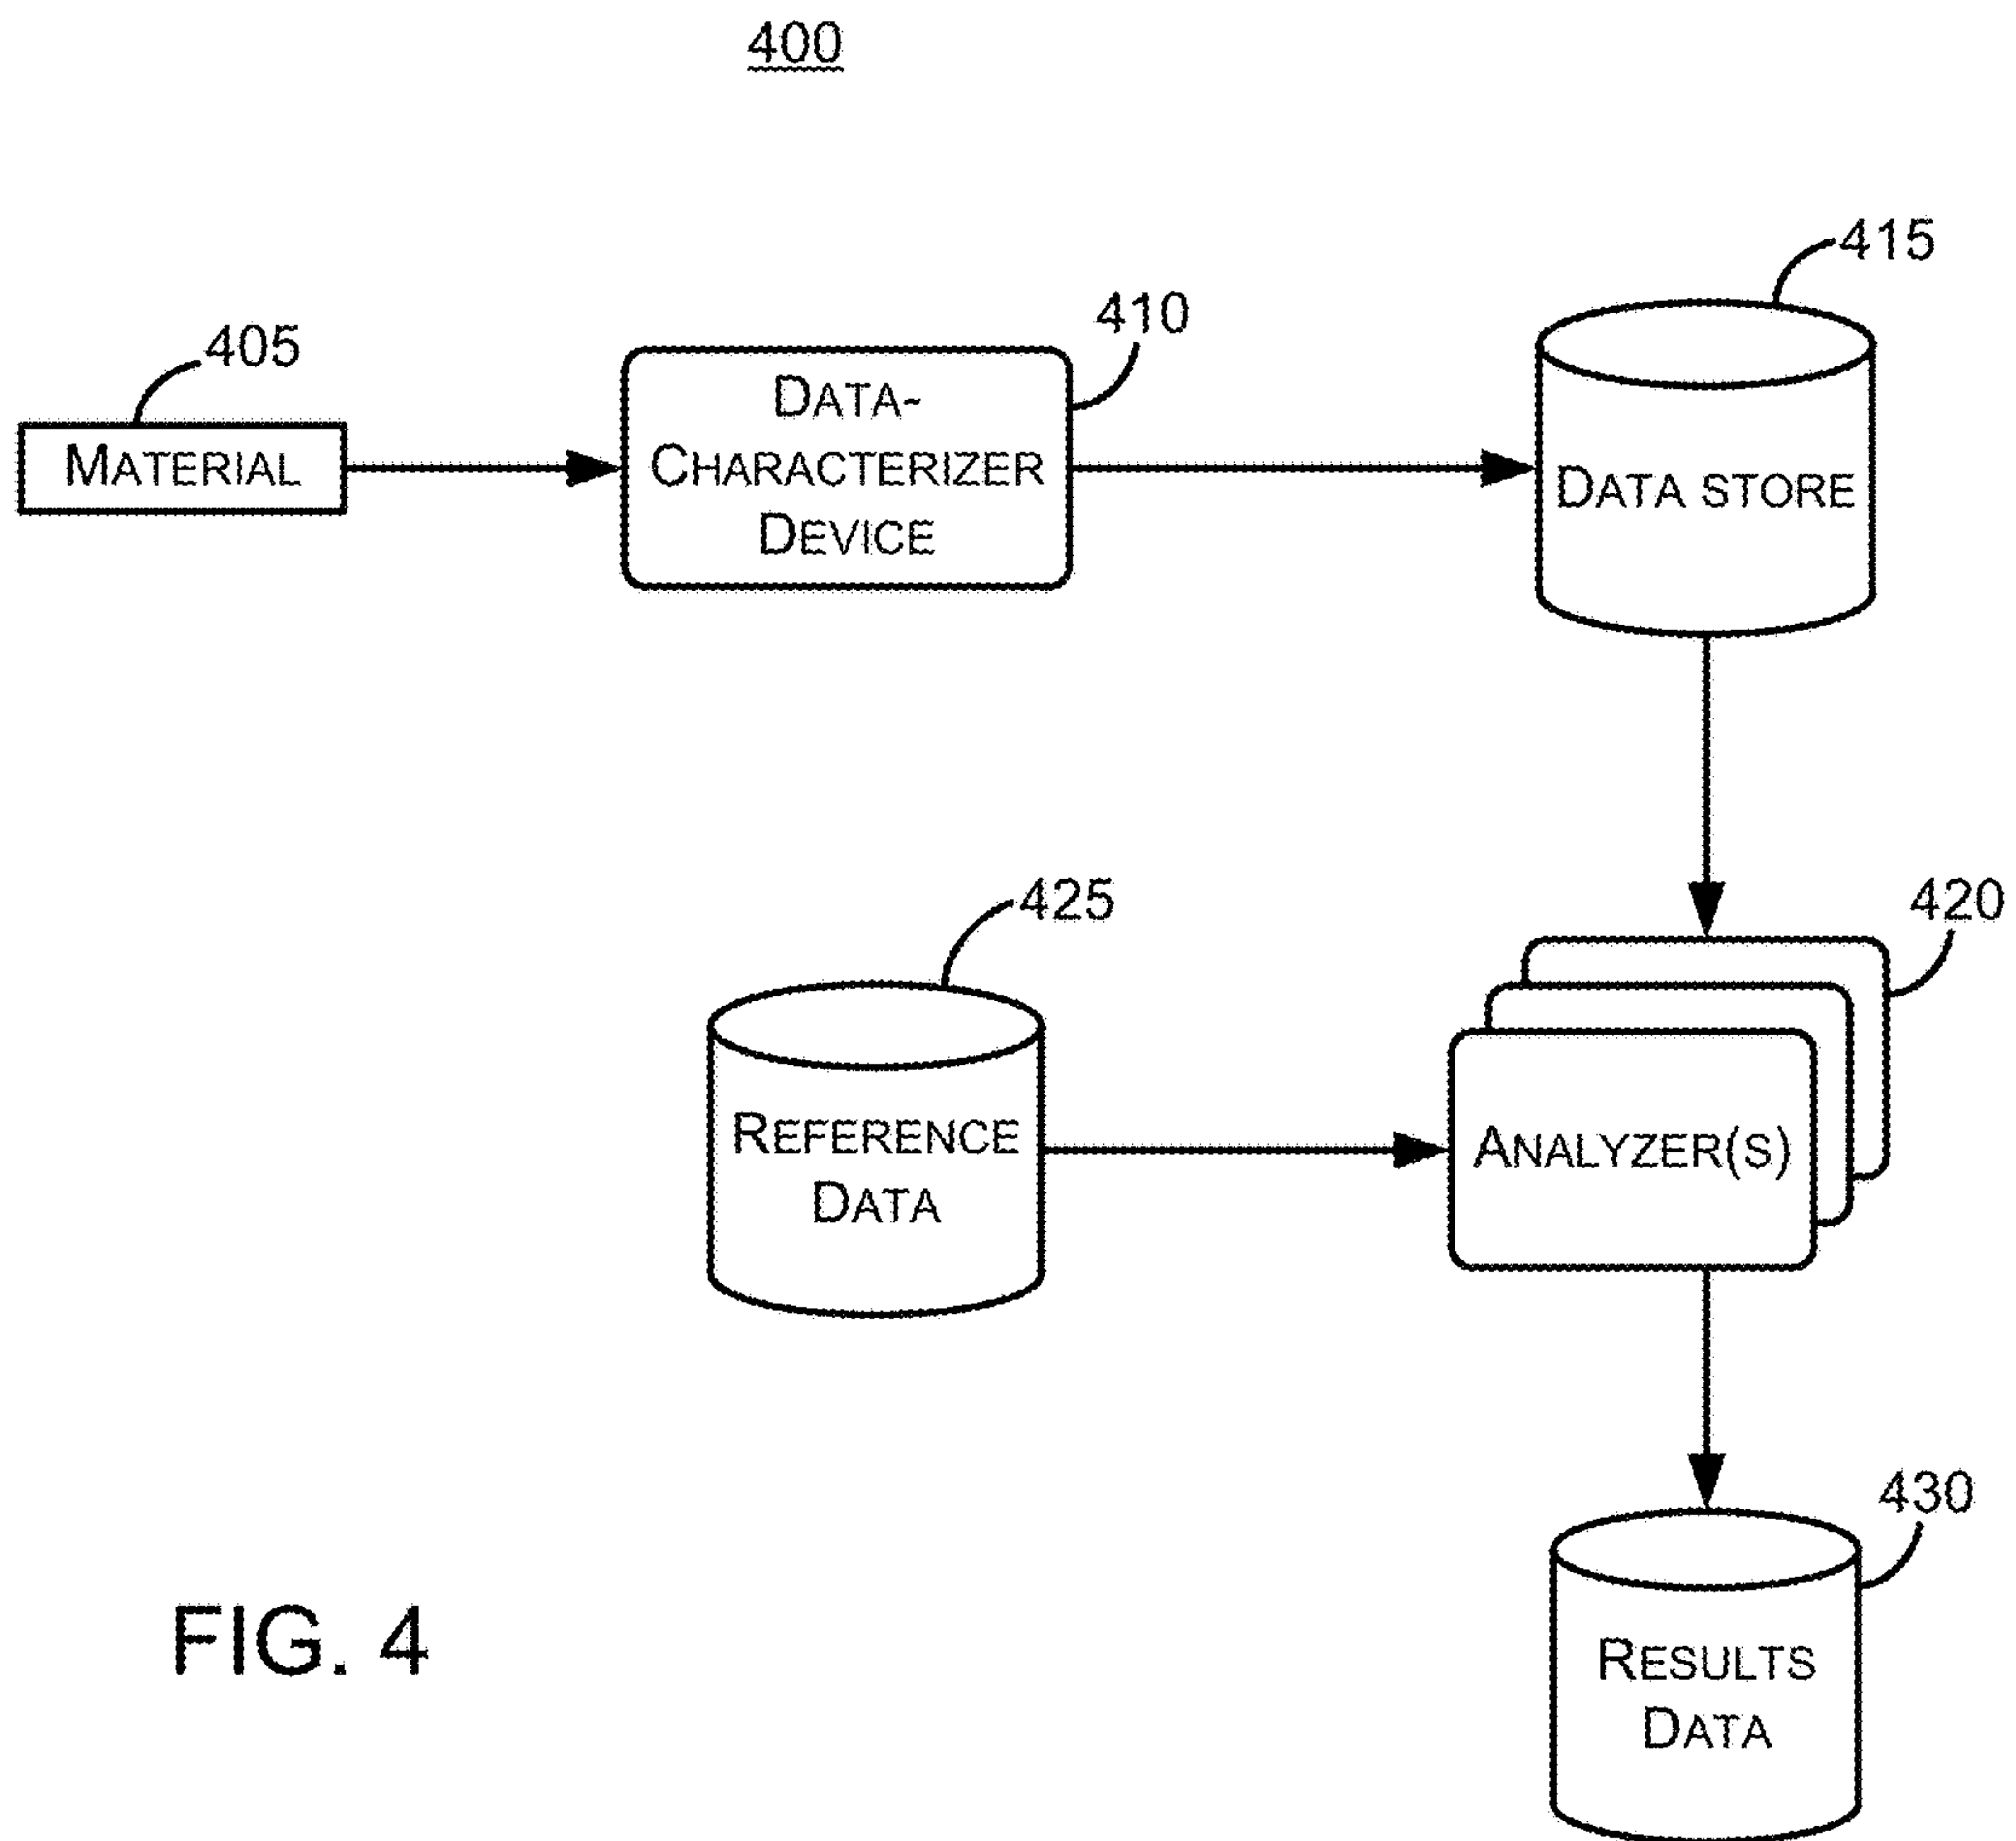 400
405
MATERIAL
410
DATA-
CHARACTERIZER
DEVICE
415
DATA STORE
425
REFERENCE
DATA
420
ANALYZER(S)
430
RESULTS
DATA
FIG. 4